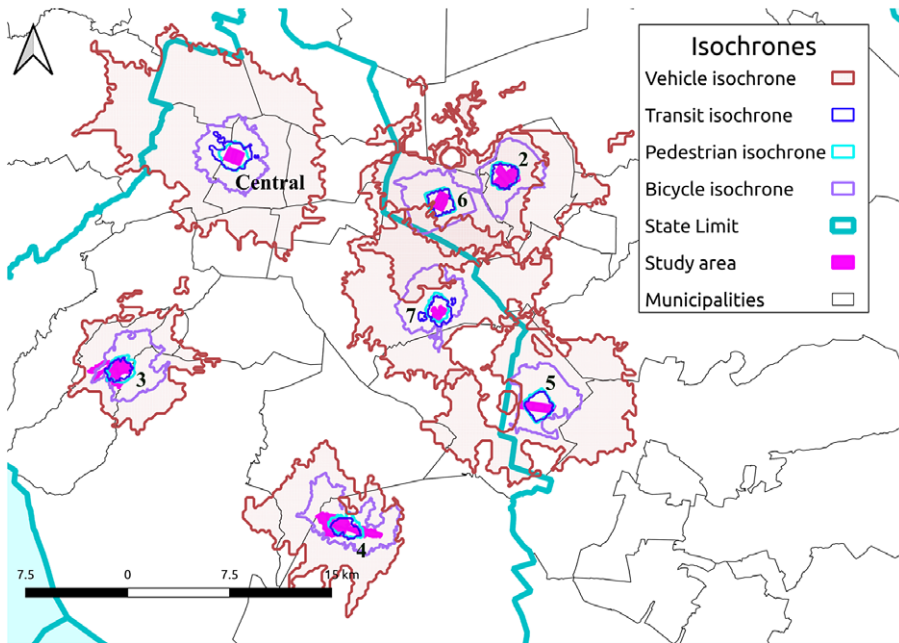 Isochrones
Vehicle isochrone
Transit isochrone
Pedestrian isochrone
Bicycle isochrone
State Limit
Study area
Municipalities
Central
2
6
7
3
5
4
7.5 0 7.5 15 km